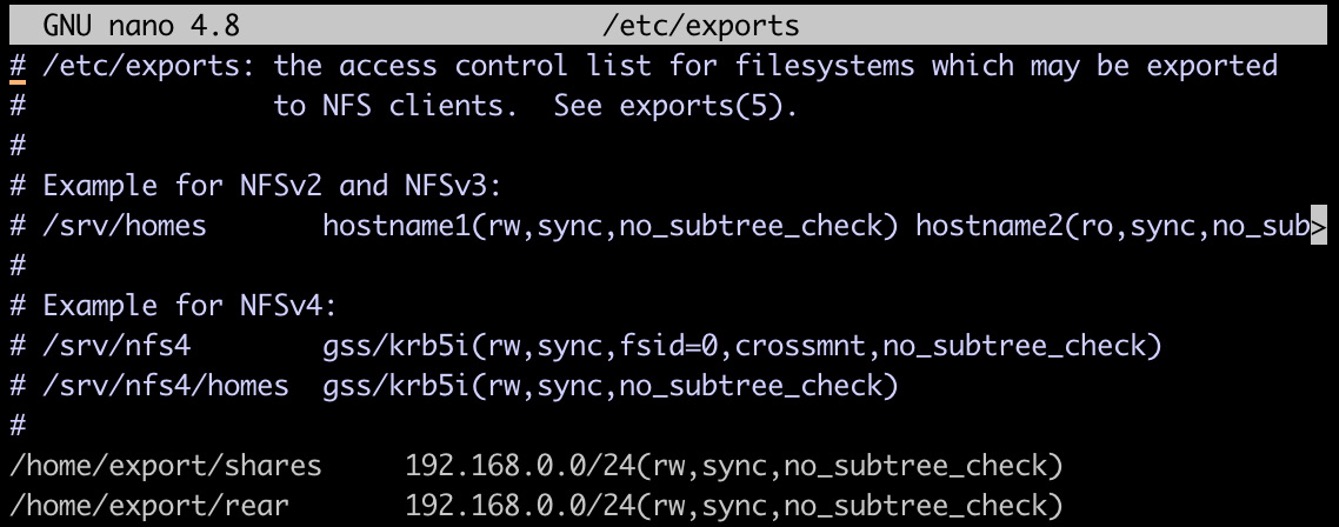 GNU nano 4.8 /etc/exports
# /etc/exports: the access control list for filesystems which may be exported
# to NFS clients. See exports(5).
#
# Example for NFSv2 and NFSv3:
# /srv/homes hostname1(rw,sync,no_subtree_check) hostname2(ro,sync,no_sub>
#
# Example for NFSv4:
# /srv/nfs4 gss/krb5i(rw,sync,fsid=0,crossmnt,no_subtree_check)
# /srv/nfs4/homes gss/krb5i(rw,sync,no_subtree_check)
#
/home/export/shares 192.168.0.0/24(rw,sync,no_subtree_check)
/home/export/rear 192.168.0.0/24(rw,sync,no_subtree_check)